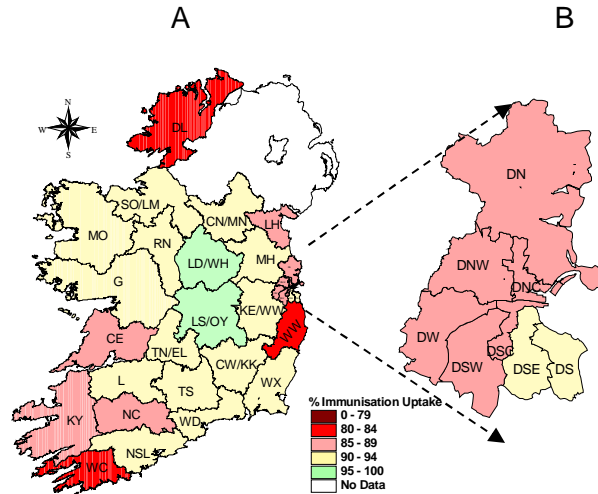 A
B
N
W E
S
DL
SO/LM
CN/MN
MO
RN
LH
LD/WH
MH
G
LS/OY
KE/WW
WW
CE
TN/EL
CW/KK
L
TS
WX
KY
NC
WD
NSL
WC
DN
DNW
DNC
DW
DSC
DSW
DSE
DS
% Immunisation Uptake
0 - 79
80 - 84
85 - 89
90 - 94
95 - 100
No Data